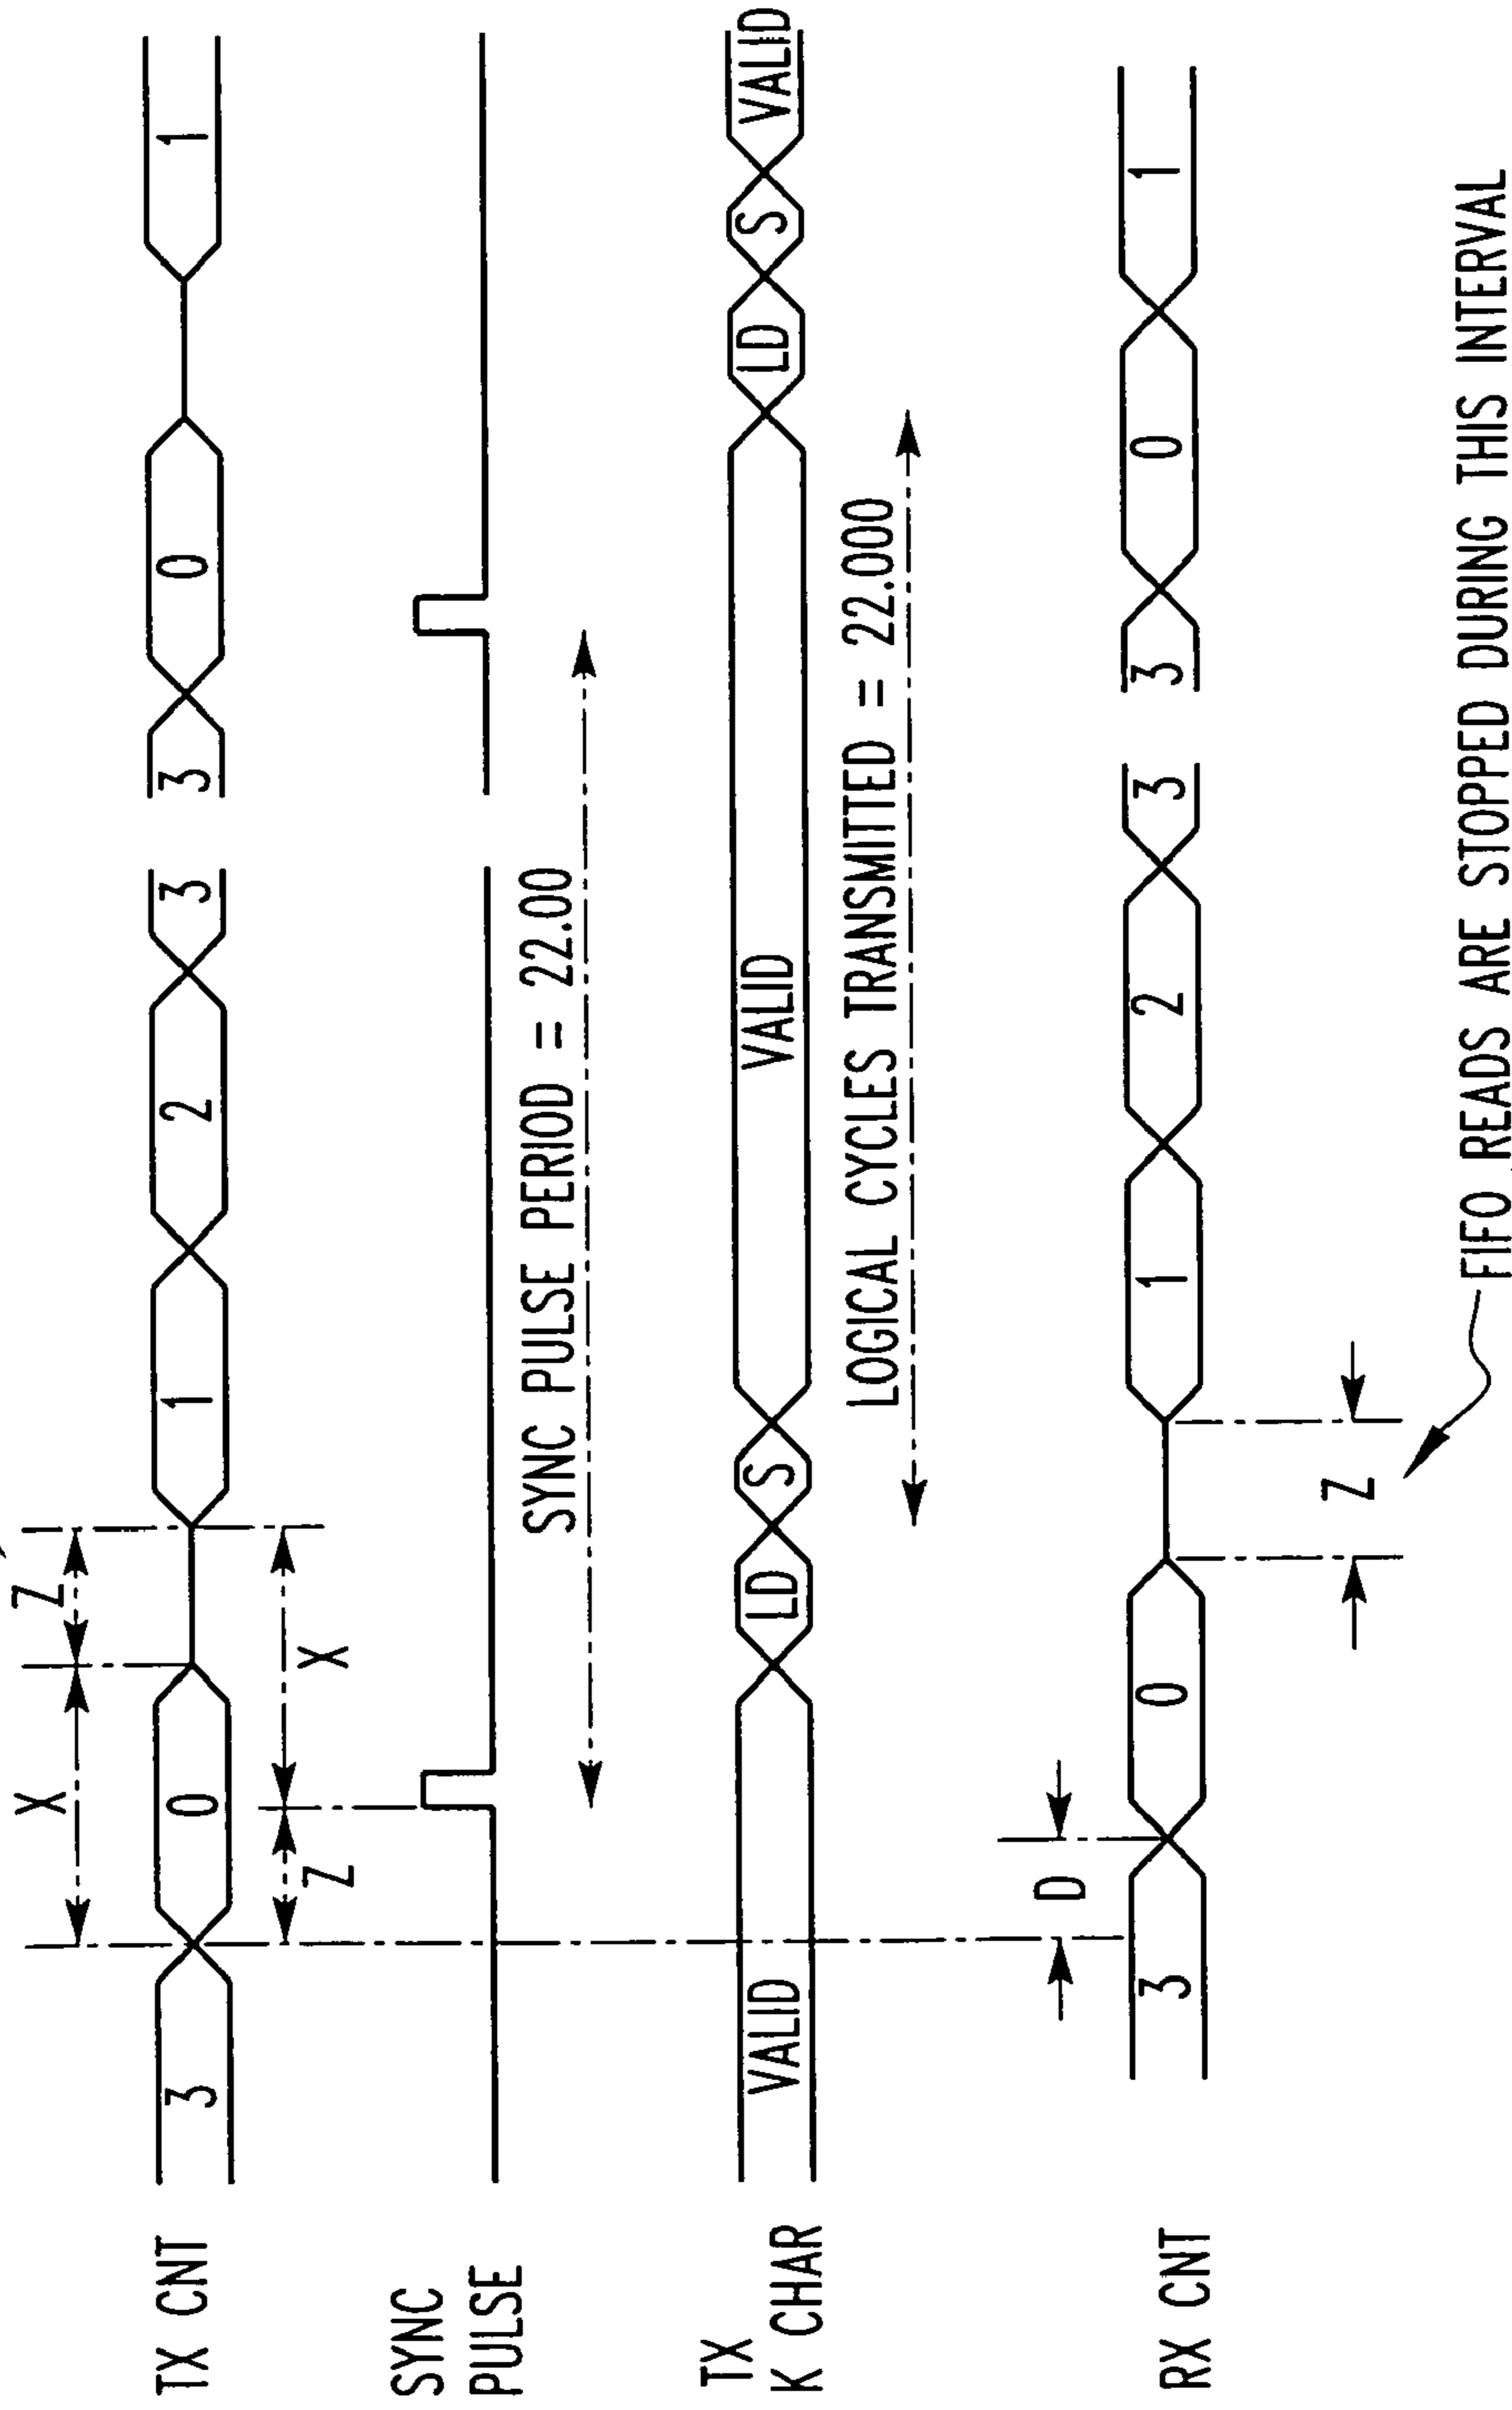 X Z
TX CNT 3 0 1 2 3 3 0 1
Z X
SYNC
PULSE
SYNC PULSE PERIOD = 22.00
TX
K CHAR VALID LD S VALID LD S VALID
LOGICAL CYCLES TRANSMITTED = 22.000
D
RX CNT 3 0 1 2 3 3 0 1
Z
FIFO READS ARE STOPPED DURING THIS INTERVAL